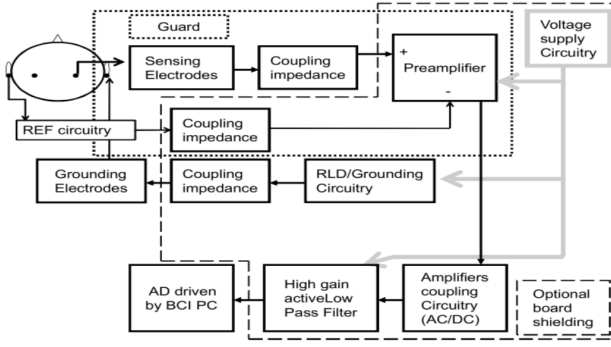 Guard
Voltage
supply
Circuitry
Sensing
Electrodes
Coupling
impedance
+
Preamplifier
-
REF circuitry
Coupling
impedance
Grounding
Electrodes
Coupling
impedance
RLD/Grounding
Circuitry
AD driven
by BCI PC
High gain
activeLow
Pass Filter
Amplifiers
coupling
Circuitry
(AC/DC)
Optional
board
shielding